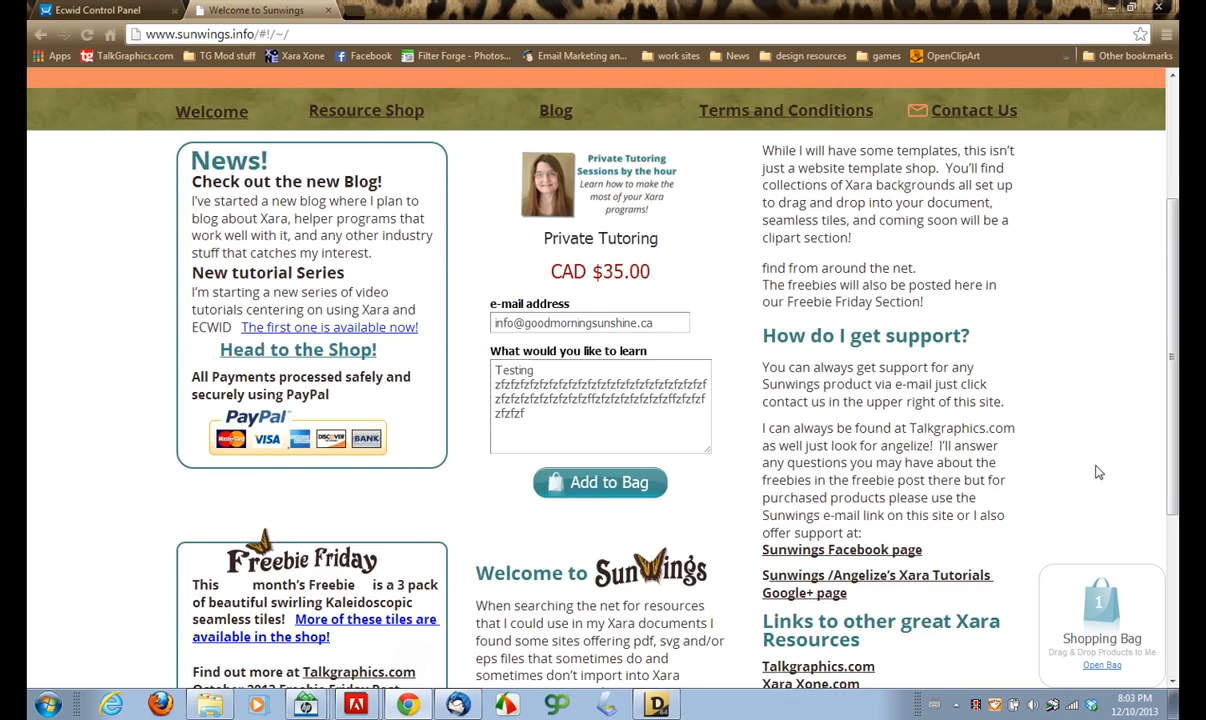 Ecwid Control Panel
Welcome to Sunwings
www.sunwings.info/#!/~/
Apps TalkGraphics.com TG Mod stuff Xara Xone Facebook Filter Forge - Photos... Email Marketing an... work sites News design resources games OpenClipArt Other bookmarks
Welcome
Resource Shop
Blog
Terms and Conditions
Contact Us
News!
Check out the new Blog!
I've started a new blog where I plan to
blog about Xara, helper programs that
work well with it, and any other industry
stuff that catches my interest.
New tutorial Series
I'm starting a new series of video
tutorials centering on using Xara and
ECWID The first one is available now!
Head to the Shop!
All Payments processed safely and
securely using PayPal
PayPal
MasterCard VISA DISCOVER BANK
Freebie Friday
This month's Freebie is a 3 pack
of beautiful swirling Kaleidoscopic
seamless tiles! More of these tiles are
available in the shop!
Find out more at Talkgraphics.com
October 2013 Freebie Friday Post
Private Tutoring
Sessions by the hour
Learn how to make the
most of your Xara
programs!
Private Tutoring
CAD $35.00
e-mail address
info@goodmorningsunshine.ca
What would you like to learn
Testing
zfzfzfzfzfzfzfzfzfzfzfzfzfzfzfzfzfzfzfzfzfzf
zfzfzfzfzfzfzfzfzfzffzfzfzfzfzfzfzffzfzfzf
zfzfzf
Add to Bag
Welcome to SunWings
When searching the net for resources
that I could use in my Xara documents I
found some sites offering pdf, svg and/or
eps files that sometimes do and
sometimes don't import into Xara
While I will have some templates, this isn't
just a website template shop. You'll find
collections of Xara backgrounds all set up
to drag and drop into your document,
seamless tiles, and coming soon will be a
clipart section!
find from around the net.
The freebies will also be posted here in
our Freebie Friday Section!
How do I get support?
You can always get support for any
Sunwings product via e-mail just click
contact us in the upper right of this site.
I can always be found at Talkgraphics.com
as well just look for angelize! I'll answer
any questions you may have about the
freebies in the freebie post there but for
purchased products please use the
Sunwings e-mail link on this site or I also
offer support at:
Sunwings Facebook page
Sunwings /Angelize's Xara Tutorials
Google+ page
Links to other great Xara
Resources
Talkgraphics.com
Xara Xone.com
1
Shopping Bag
Drag & Drop Products to Me
Open Bag
8:03 PM
12/10/2013